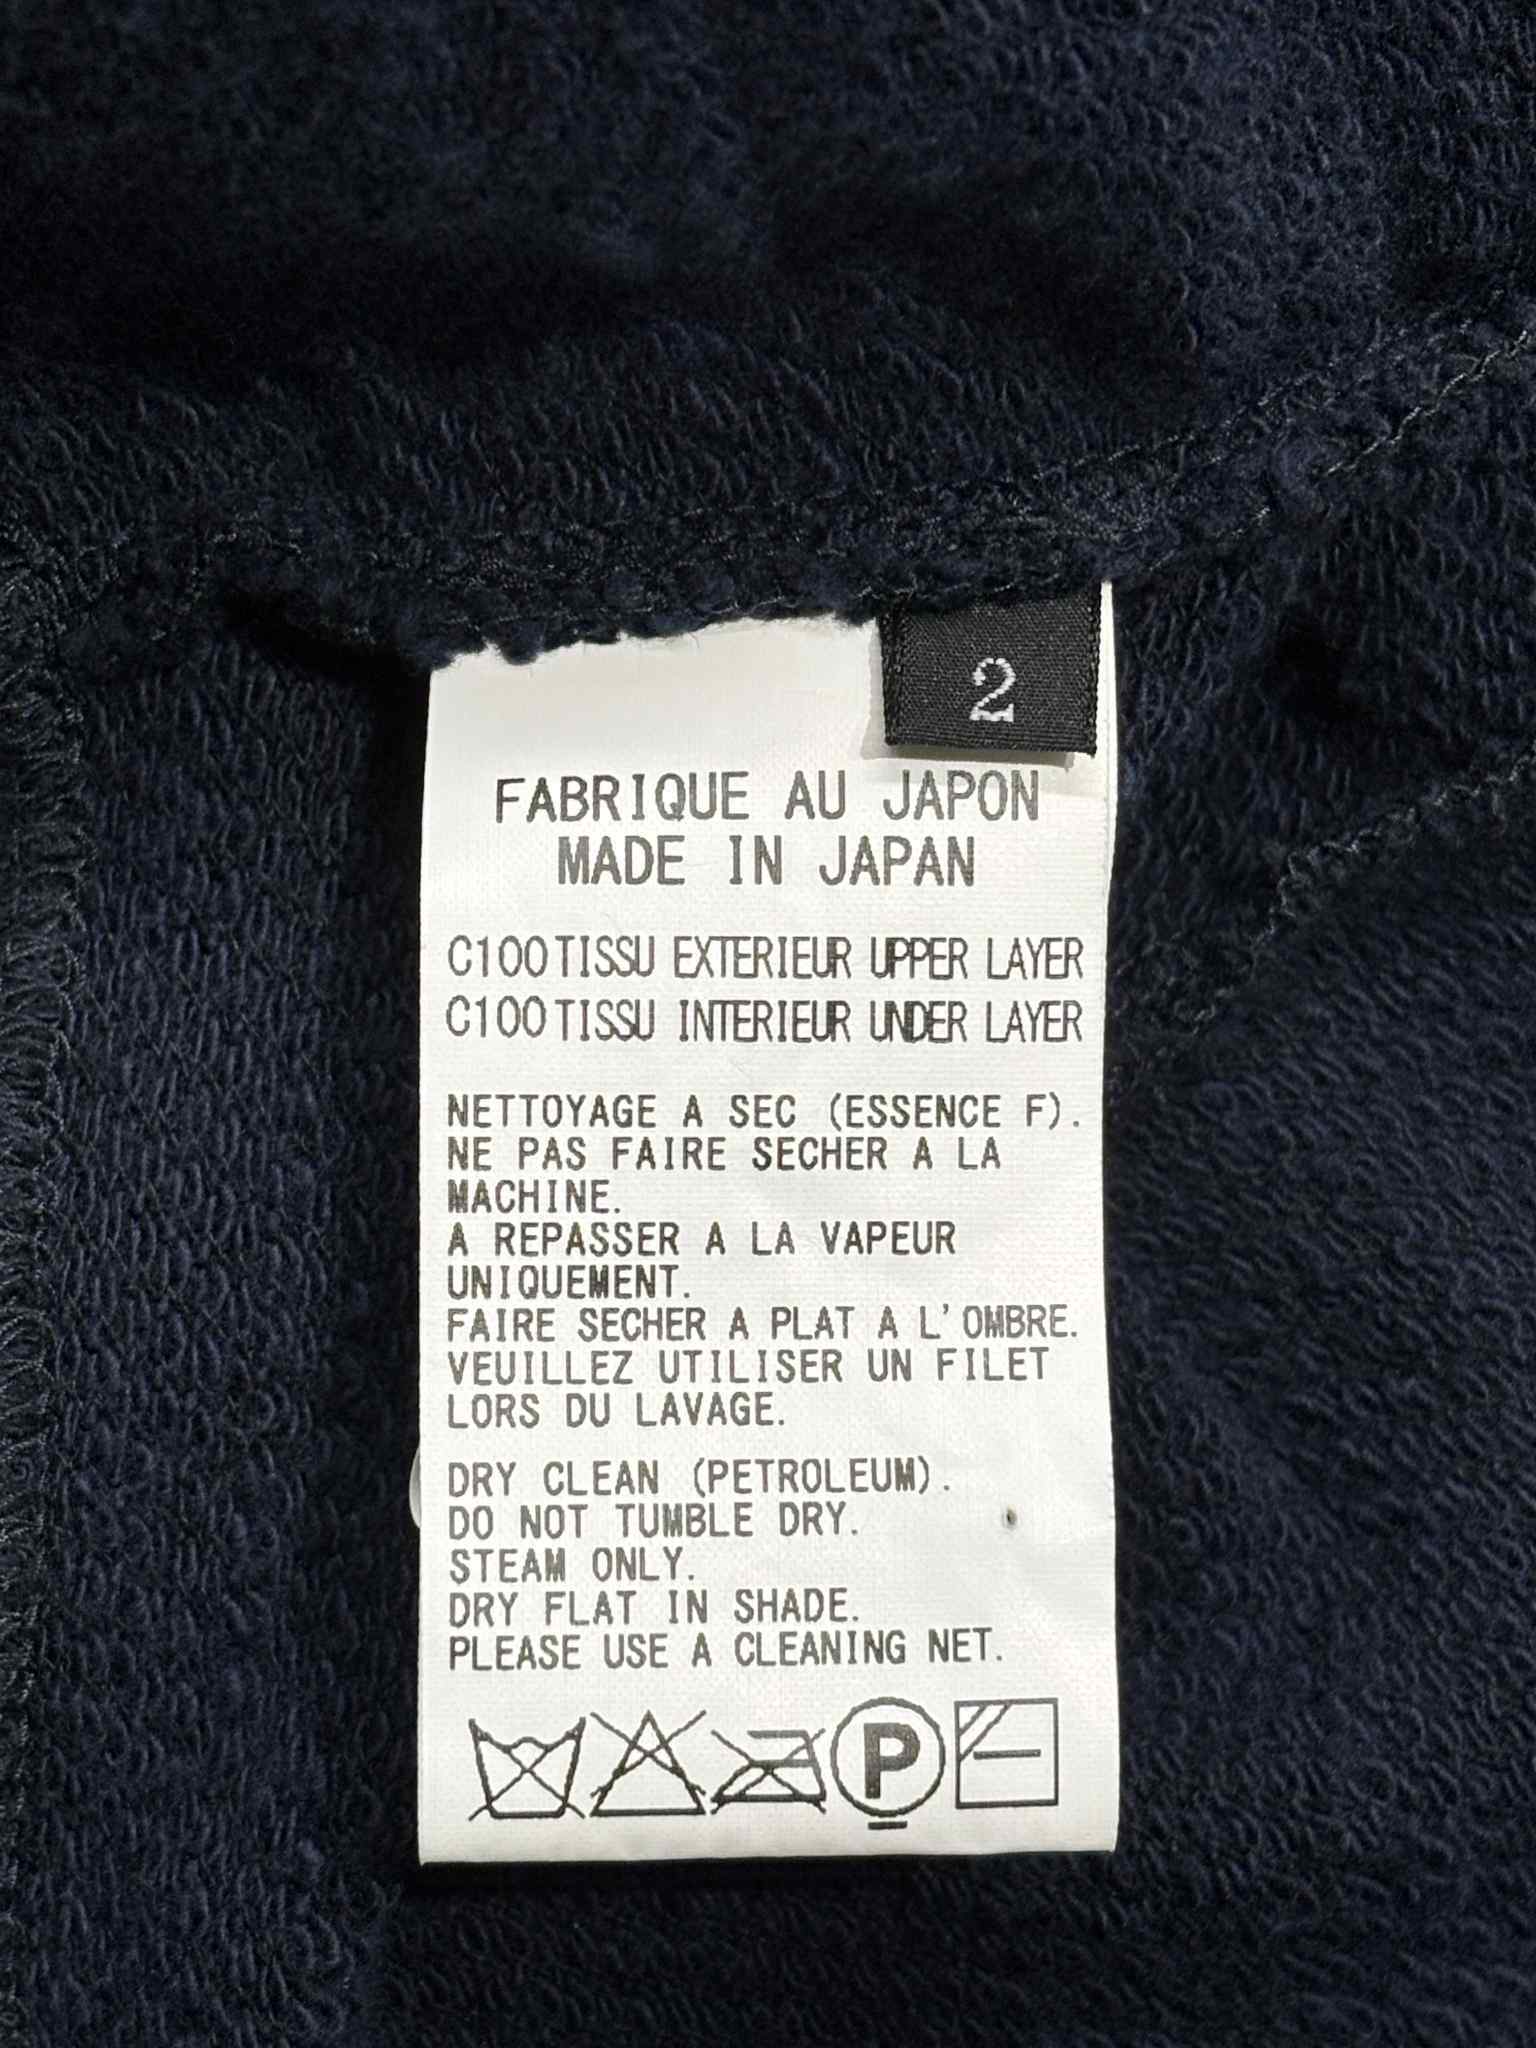 2
FABRIQUE AU JAPON
MADE IN JAPAN
C100TISSU EXTERIEUR UPPER LAYER
C100TISSU INTERIEUR UNDER LAYER
NETTOYAGE A SEC (ESSENCE F).
NE PAS FAIRE SECHER A LA
MACHINE.
A REPASSER A LA VAPEUR
UNIQUEMENT.
FAIRE SECHER A PLAT A L'OMBRE.
VEUILLEZ UTILISER UN FILET
LORS DU LAVAGE.
DRY CLEAN (PETROLEUM).
DO NOT TUMBLE DRY.
STEAM ONLY.
DRY FLAT IN SHADE.
PLEASE USE A CLEANING NET.
P